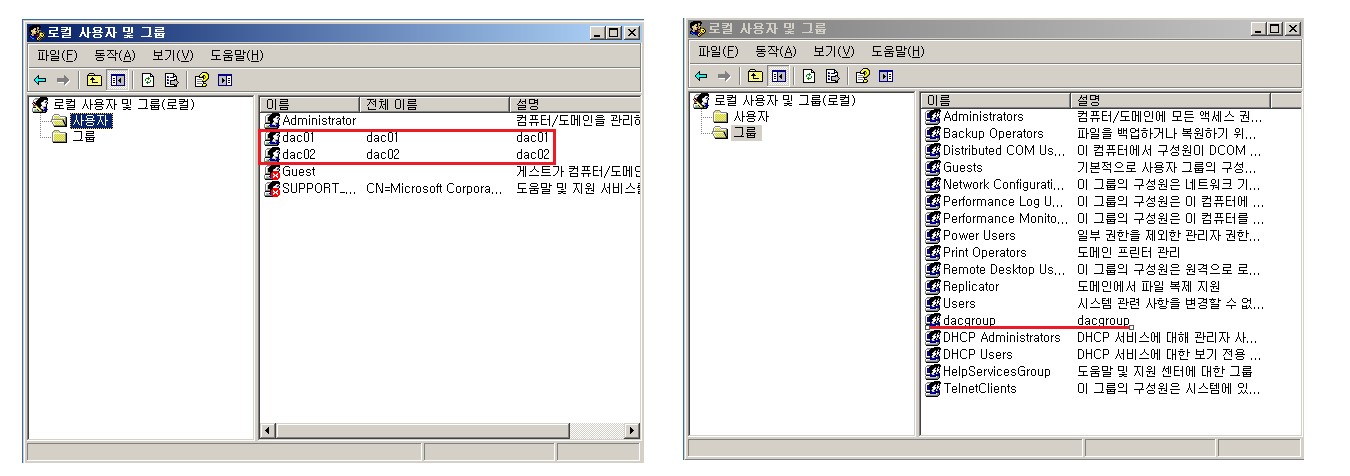 로컬 사용자 및 그룹
파일(F) 동작(A) 보기(V) 도움말(H)
로컬 사용자 및 그룹(로컬)
사용자
그룹
이름 전체 이름 설명
Administrator 컴퓨터/도메인을 관리하
dac01 dac01 dac01
dac02 dac02 dac02
Guest 게스트가 컴퓨터/도메인
SUPPORT_... CN=Microsoft Corpora... 도움말 및 지원 서비스를
로컬 사용자 및 그룹
파일(F) 동작(A) 보기(V) 도움말(H)
로컬 사용자 및 그룹(로컬)
사용자
그룹
이름 설명
Administrators 컴퓨터/도메인에 모든 액세스 권...
Backup Operators 파일을 백업하거나 복원하기 위...
Distributed COM Us... 이 컴퓨터에서 구성원이 DCOM ...
Guests 기본적으로 사용자 그룹의 구성...
Network Configurati... 이 그룹의 구성원은 네트워크 기...
Performance Log U... 이 그룹의 구성원은 이 컴퓨터에 ...
Performance Monito... 이 그룹의 구성원은 이 컴퓨터를 ...
Power Users 일부 권한을 제외한 관리자 권한...
Print Operators 도메인 프린터 관리
Remote Desktop Us... 이 그룹의 구성원은 원격으로 로...
Replicator 도메인에서 파일 복제 지원
Users 시스템 관련 사항을 변경할 수 없...
dacgroup dacgroup
DHCP Administrators DHCP 서비스에 대해 관리자 사...
DHCP Users DHCP 서비스에 대한 보기 전용 ...
HelpServicesGroup 도움말 및 지원 센터에 대한 그룹
TelnetClients 이 그룹의 구성원은 시스템에 있...